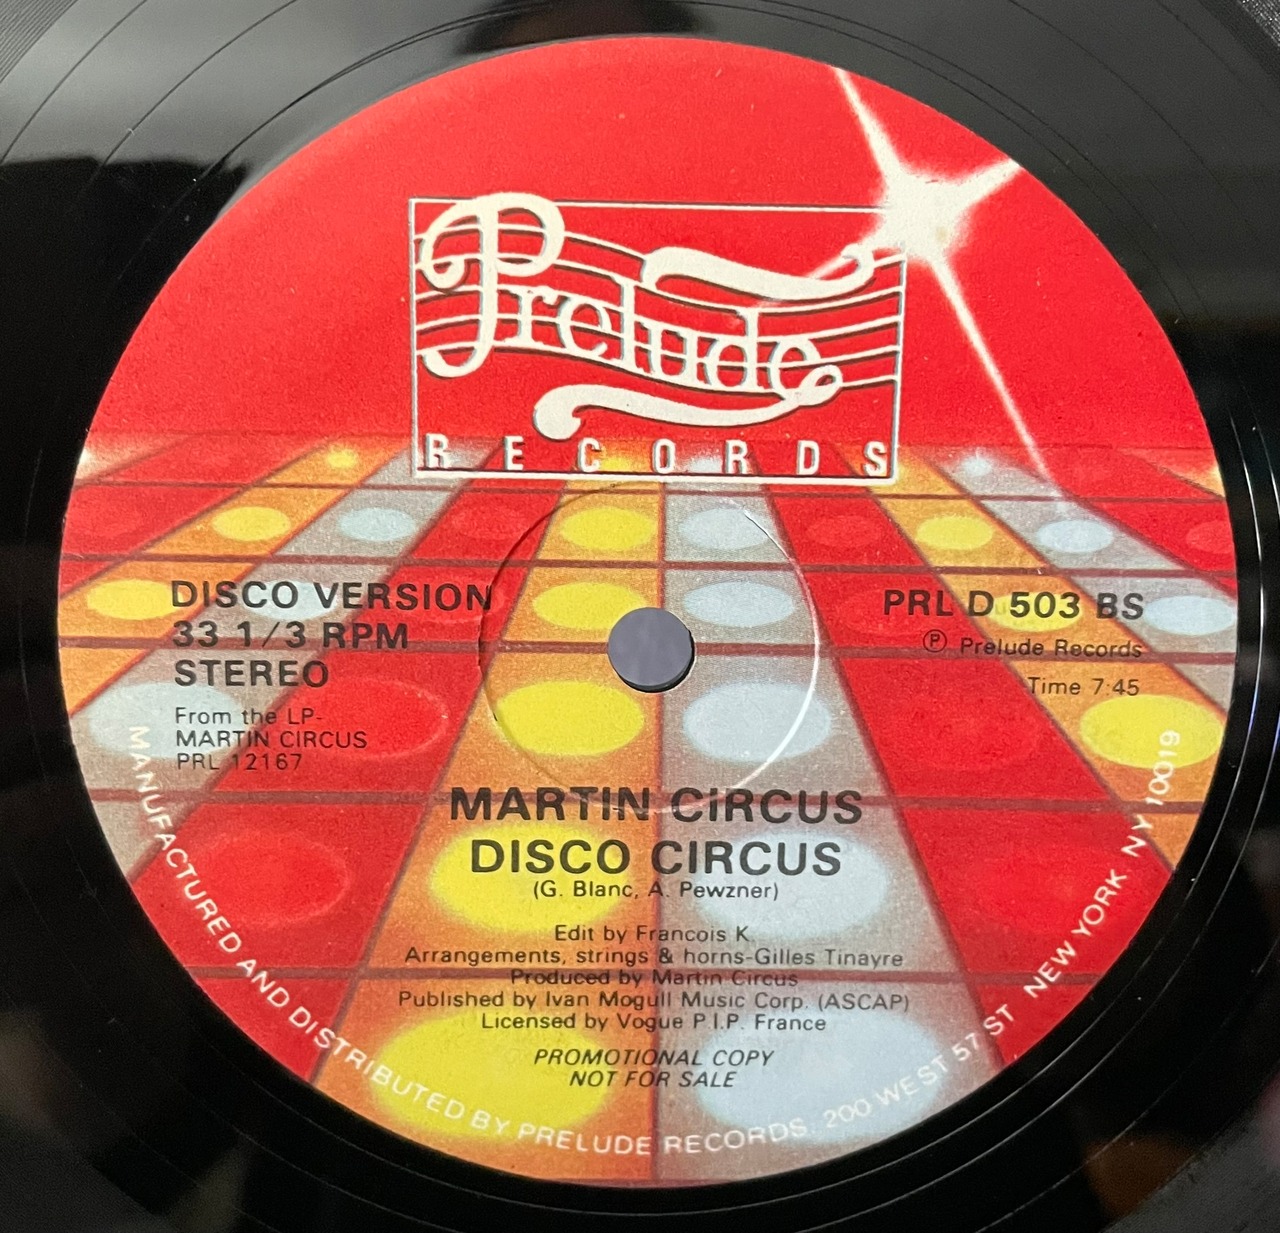 Prelude
RECORDS
DISCO VERSION
33 1/3 RPM
STEREO
From the LP-
MARTIN CIRCUS
PRL 12167
PRL D 503 BS
Ⓟ Prelude Records
Time 7:45
MARTIN CIRCUS
DISCO CIRCUS
(G. Blanc, A. Pewzner)
Edit by Francois K.
Arrangements, strings & horns-Gilles Tinayre
Produced by Martin Circus
Published by Ivan Mogull Music Corp. (ASCAP)
Licensed by Vogue P.I.P. France
PROMOTIONAL COPY
NOT FOR SALE
MANUFACTURED AND DISTRIBUTED BY PRELUDE RECORDS. 200 WEST 57 ST NEW YORK NY 10019